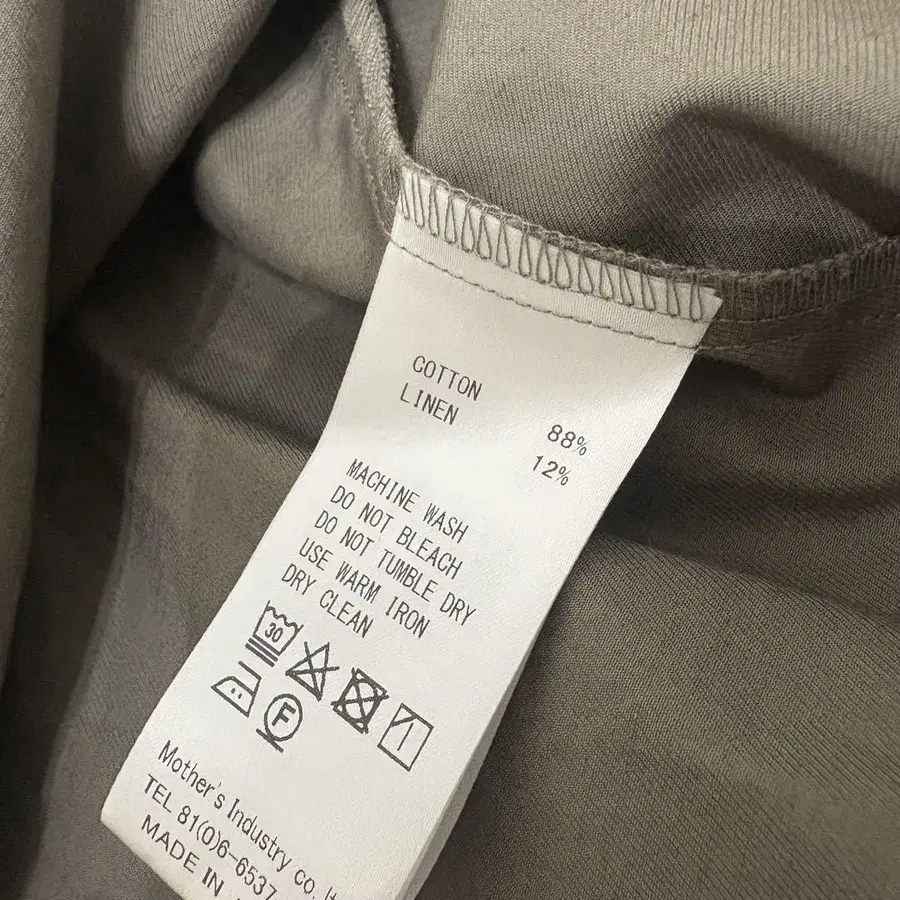 COTTON 88%
LINEN 12%
MACHINE WASH
DO NOT BLEACH
DO NOT TUMBLE DRY
USE WARM IRON
DRY CLEAN
30
F
Mother's Industry co.
TEL 81(0)6-6537
MADE IN